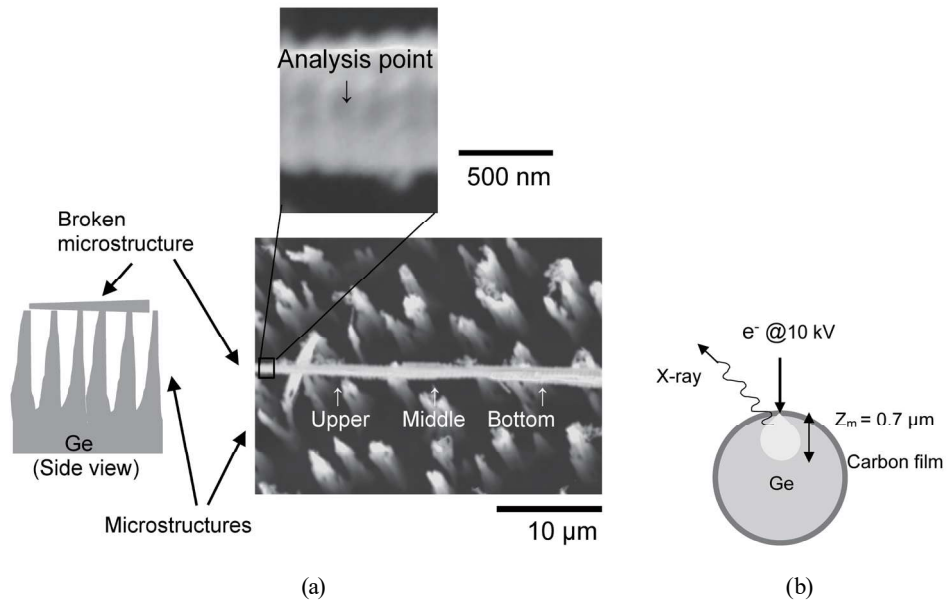 Analysis point
↓
500 nm
Broken
microstructure
e⁻ @10 kV
X-ray
Zₘ = 0.7 µm
Carbon film
Ge
Upper
Middle
Bottom
Ge
(Side view)
Microstructures
10 µm
(a)
(b)